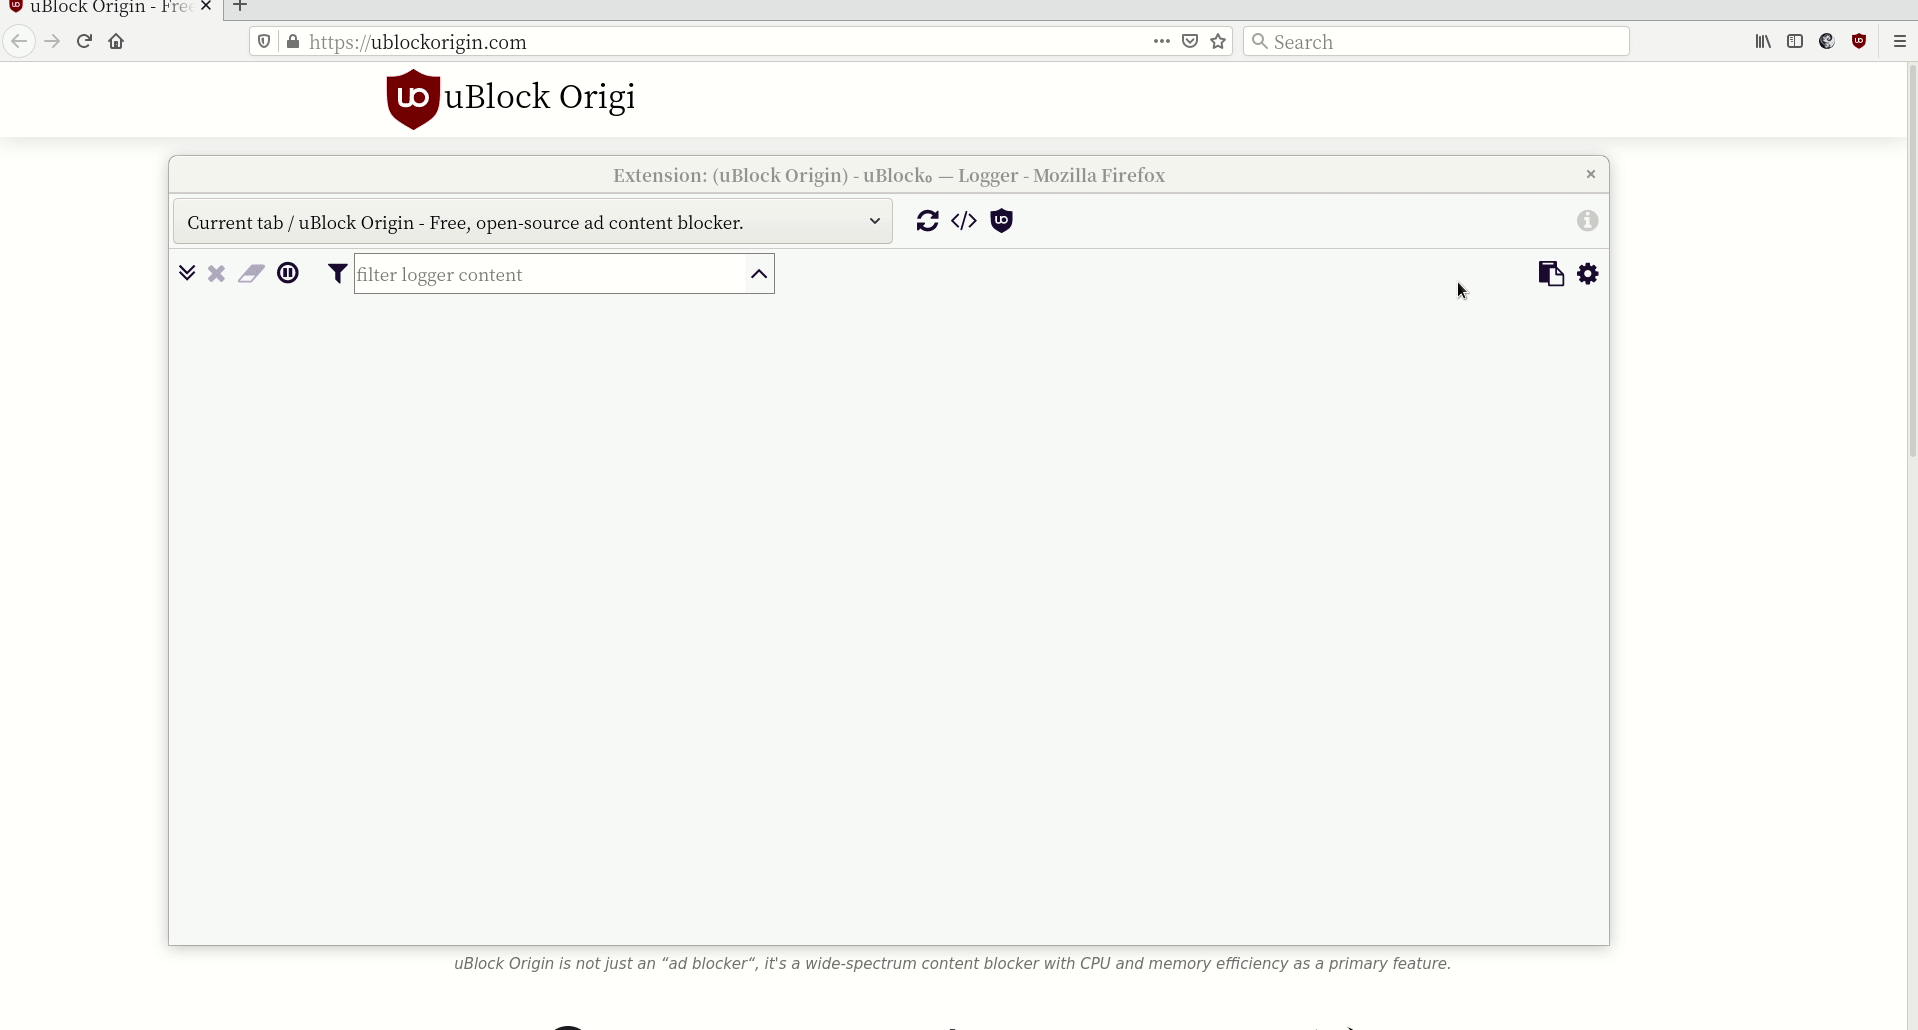 uBlock Origin - Free
https://ublockorigin.com
Search
uBlock Origi
Extension: (uBlock Origin) - uBlock₀ — Logger - Mozilla Firefox
Current tab / uBlock Origin - Free, open-source ad content blocker.
filter logger content
uBlock Origin is not just an “ad blocker“, it's a wide-spectrum content blocker with CPU and memory efficiency as a primary feature.